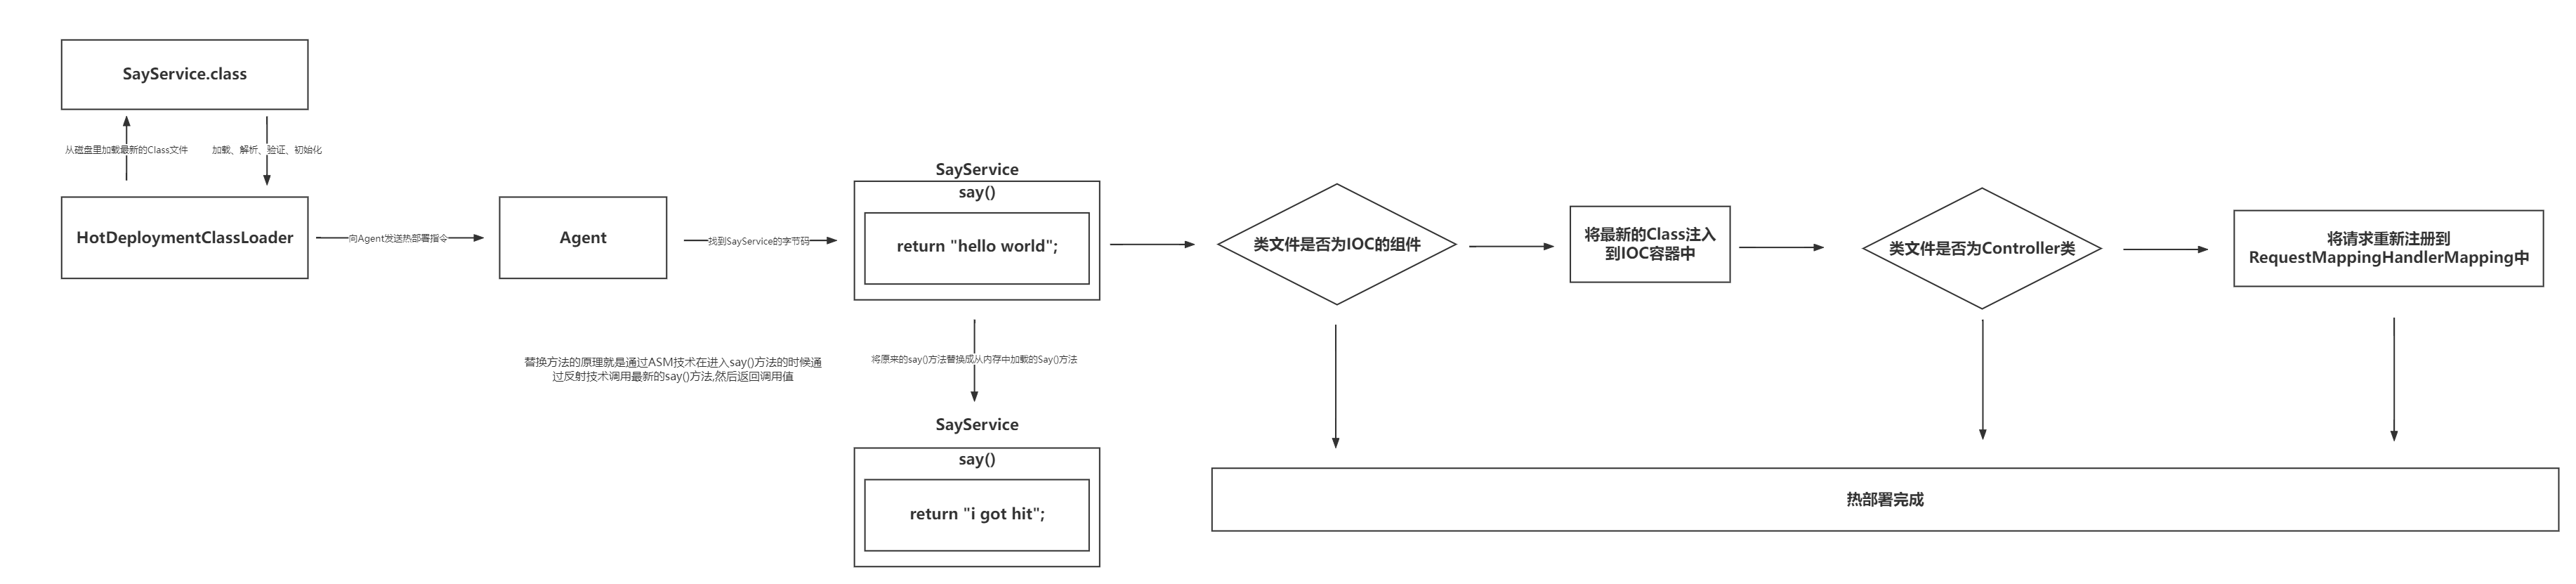 SayService.class
从磁盘里加载最新的Class文件
加载、解析、验证、初始化
HotDeploymentClassLoader
向Agent发送热部署指令
Agent
找到SayService的字节码
SayService
say()
return "hello world";
类文件是否为IOC的组件
将最新的Class注入
到IOC容器中
类文件是否为Controller类
将请求重新注册到
RequestMappingHandlerMapping中
替换方法的原理就是通过ASM技术在进入say()方法的时候通
过反射技术调用最新的say()方法,然后返回调用值
将原来的say()方法替换成从内存中加载的Say()方法
SayService
say()
return "i got hit";
热部署完成